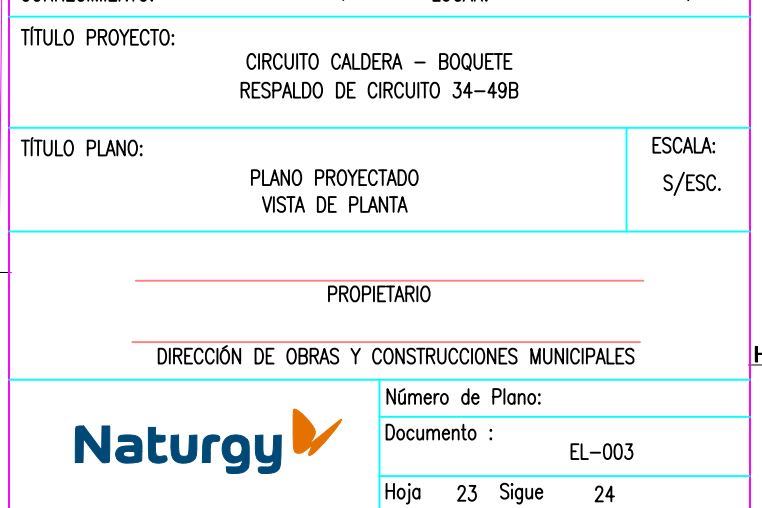 TÍTULO PROYECTO:
CIRCUITO CALDERA – BOQUETE
RESPALDO DE CIRCUITO 34–49B
TÍTULO PLANO:
PLANO PROYECTADO
VISTA DE PLANTA
ESCALA:
S/ESC.
PROPIETARIO
DIRECCIÓN DE OBRAS Y CONSTRUCCIONES MUNICIPALES
Naturgy
Número de Plano:
Documento :
EL–003
Hoja 23 Sigue 24